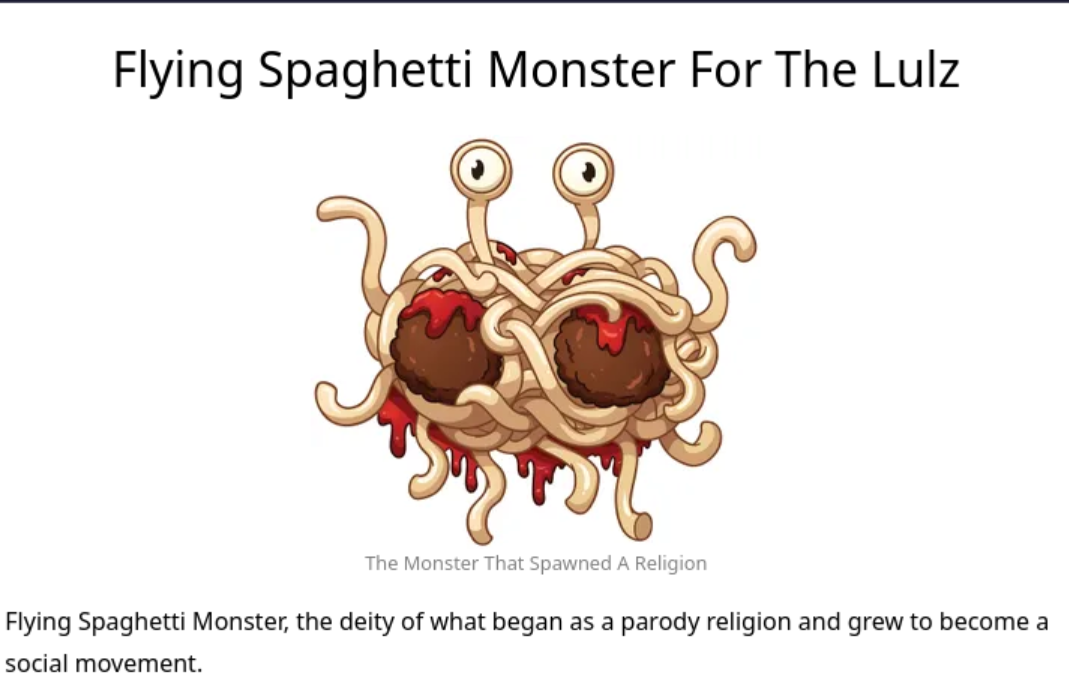 Flying Spaghetti Monster For The Lulz
The Monster That Spawned A Religion
Flying Spaghetti Monster, the deity of what began as a parody religion and grew to become a
social movement.